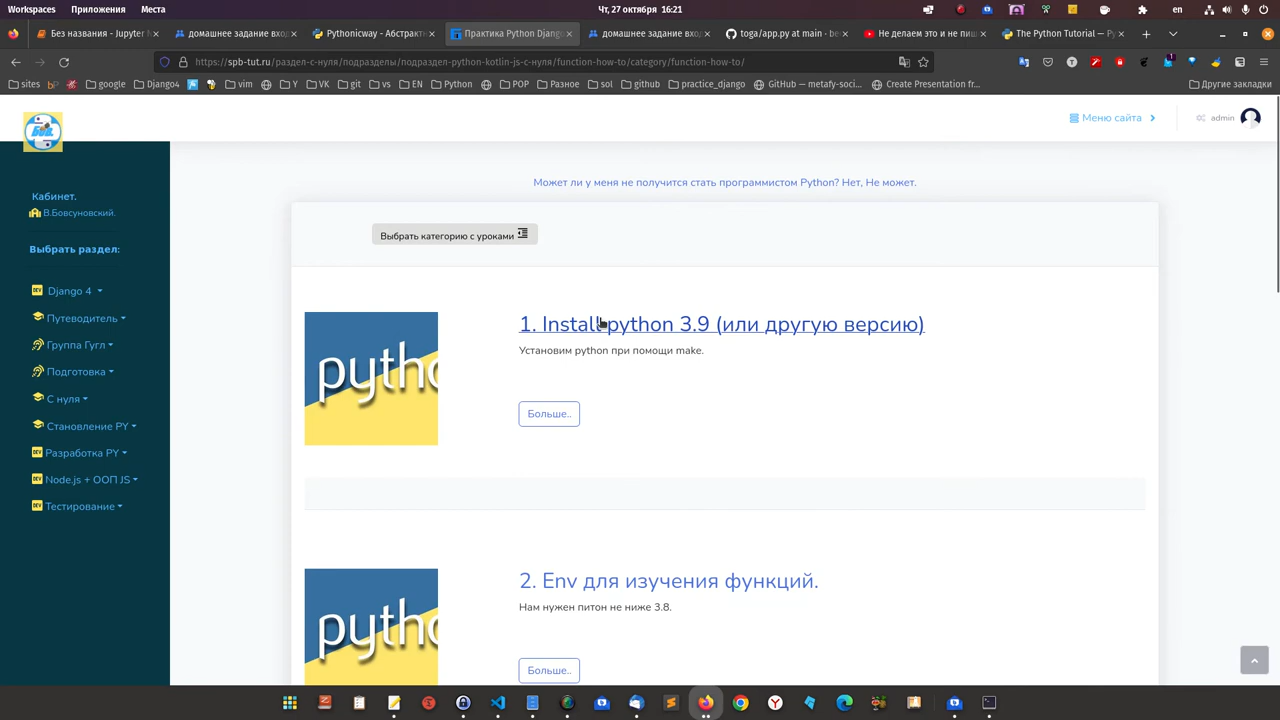 Workspaces Приложения Места Чт, 27 октября 16:21 en
Без названия - Jupyter N домашнее задание вход Pythonicway - Абстракт Практика Python Djang домашнее задание вход toga/app.py at main · be Не делаем это и не пиш The Python Tutorial — Py
https://spb-tut.ru/раздел-с-нуля/подразделы/подраздел-python-kotlin-js-с-нуля/function-how-to/category/function-how-to/
sites google Django4 vim Y VK git vs EN Python POP Разное sol github practice_django GitHub — metafy-soci... Create Presentation fr... Другие закладки
Меню сайта
admin
Кабинет.
В.Бовсуновский.
Выбрать раздел:
Django 4
Путеводитель
Группа Гугл
Подготовка
С нуля
Становление PY
Разработка PY
Node.js + ООП JS
Тестирование
Может ли у меня не получится стать программистом Python? Нет, Не может.
Выбрать категорию с уроками
pytho
1. Install python 3.9 (или другую версию)
Установим python при помощи make.
Больше..
pytho
2. Env для изучения функций.
Нам нужен питон не ниже 3.8.
Больше..